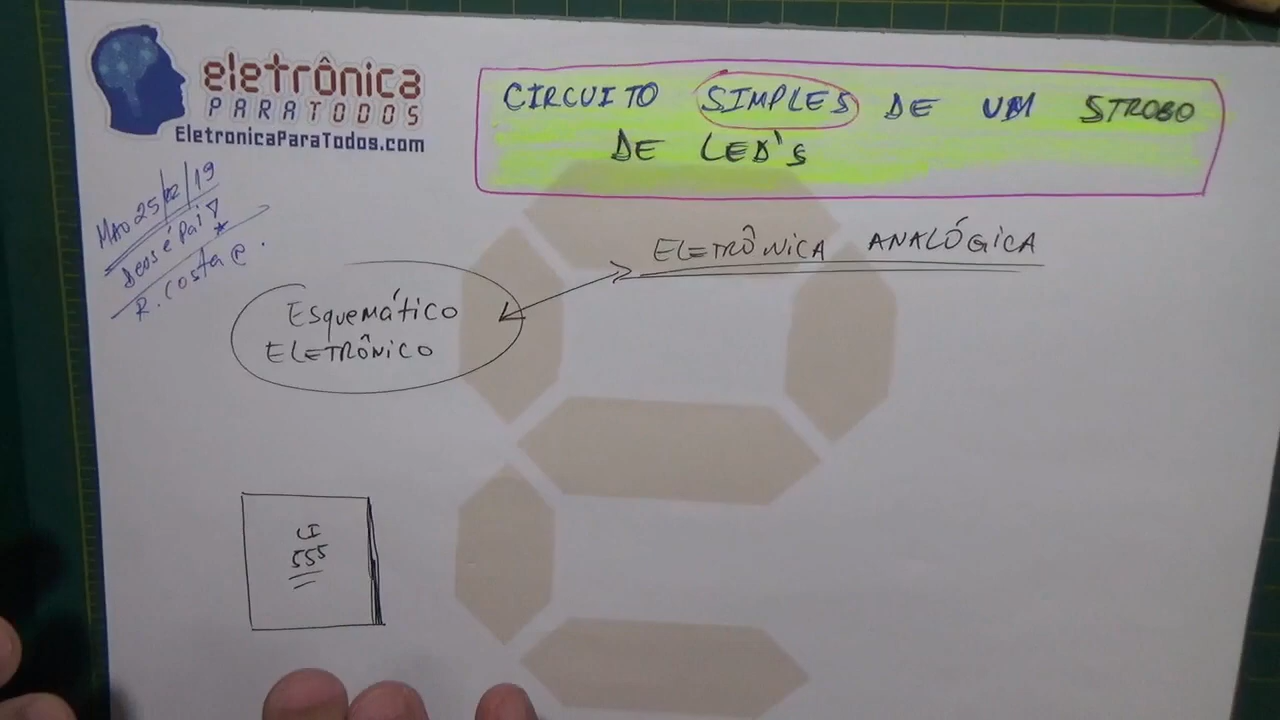 eletrônica
PARATODOS
EletronicaParaTodos.com
CIRCUITO SIMPLES DE UM STROBO
DE LED's
MAO 25/02/19
Deus é Pai
R. Costa @.
ELETRÔNICA ANALÓGICA
Esquemático
ELETRÔNICO
CI
555